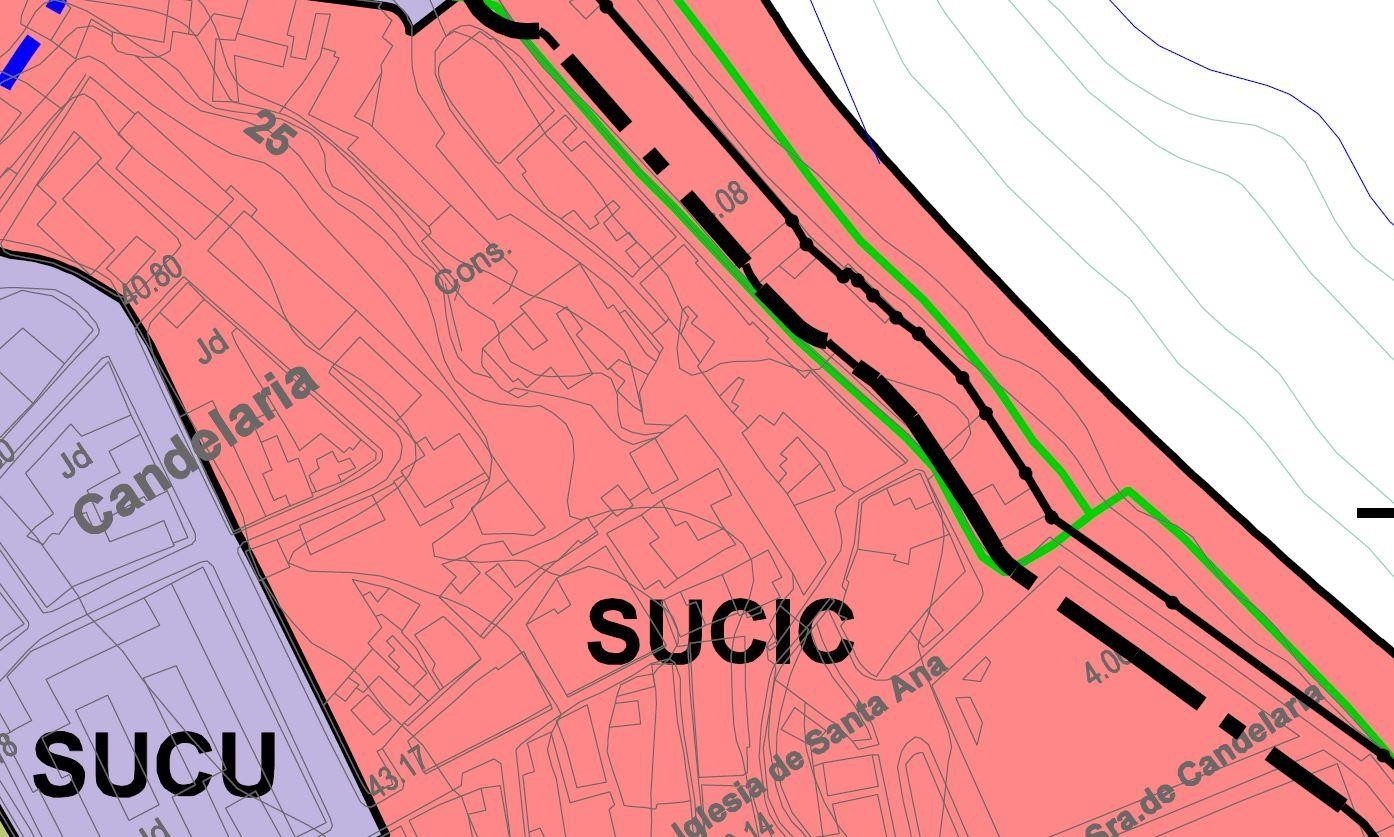 25
.08
Cons.
40.80
Jd
Candelaria
Jd
SUCIC
4.00
Iglesia de Santa Ana
Sra.de Candelaria
SUCU
43.17
Jd